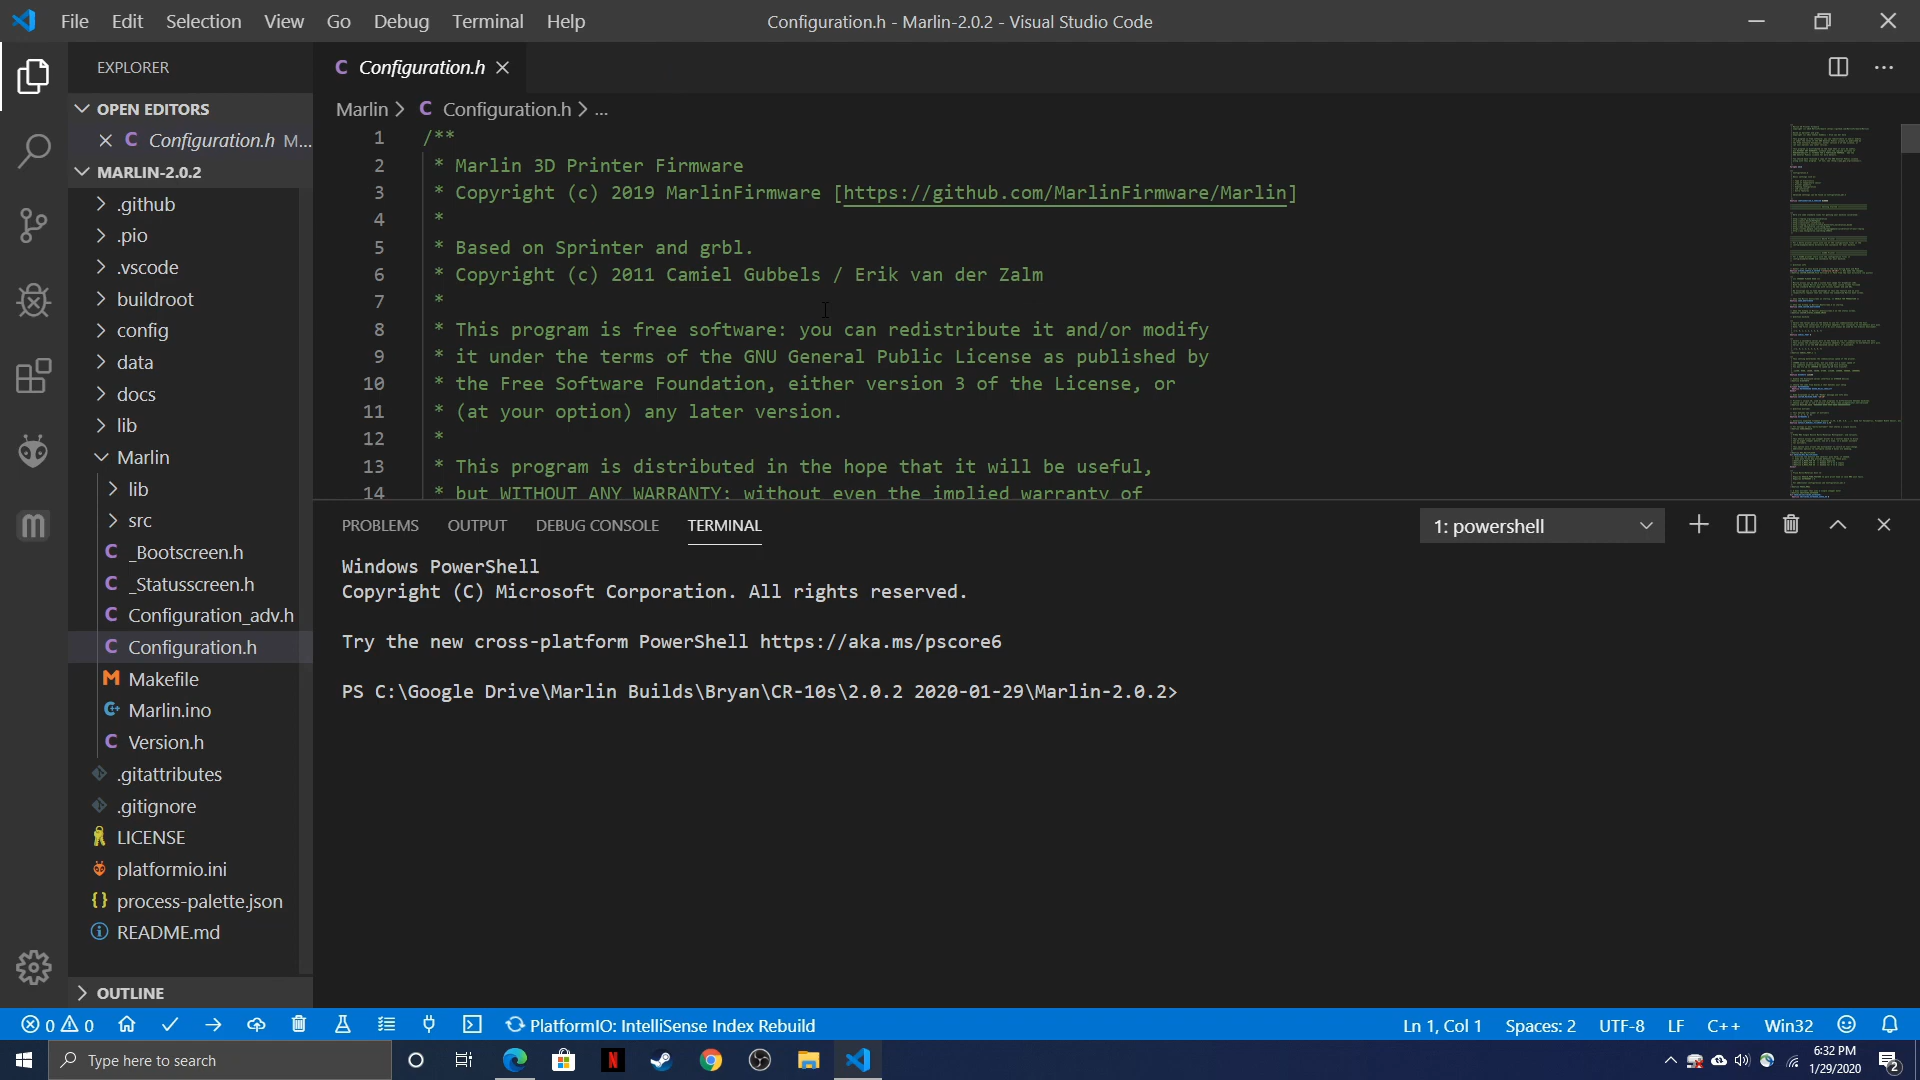 File Edit Selection View Go Debug Terminal Help
Configuration.h - Marlin-2.0.2 - Visual Studio Code
EXPLORER
OPEN EDITORS
Configuration.h M...
MARLIN-2.0.2
.github
.pio
.vscode
buildroot
config
data
docs
lib
Marlin
lib
src
_Bootscreen.h
_Statusscreen.h
Configuration_adv.h
Configuration.h
Makefile
Marlin.ino
Version.h
.gitattributes
.gitignore
LICENSE
platformio.ini
process-palette.json
README.md
OUTLINE
Configuration.h
Marlin > C Configuration.h > ...
1 /**
2 * Marlin 3D Printer Firmware
3 * Copyright (c) 2019 MarlinFirmware [https://github.com/MarlinFirmware/Marlin]
4 *
5 * Based on Sprinter and grbl.
6 * Copyright (c) 2011 Camiel Gubbels / Erik van der Zalm
7 *
8 * This program is free software: you can redistribute it and/or modify
9 * it under the terms of the GNU General Public License as published by
10 * the Free Software Foundation, either version 3 of the License, or
11 * (at your option) any later version.
12 *
13 * This program is distributed in the hope that it will be useful,
14 * but WITHOUT ANY WARRANTY; without even the implied warranty of
PROBLEMS OUTPUT DEBUG CONSOLE TERMINAL
1: powershell
Windows PowerShell
Copyright (C) Microsoft Corporation. All rights reserved.
Try the new cross-platform PowerShell https://aka.ms/pscore6
PS C:\Google Drive\Marlin Builds\Bryan\CR-10s\2.0.2 2020-01-29\Marlin-2.0.2>
0 0 PlatformIO: IntelliSense Index Rebuild
Ln 1, Col 1 Spaces: 2 UTF-8 LF C++ Win32
Type here to search
6:32 PM
1/29/2020
2